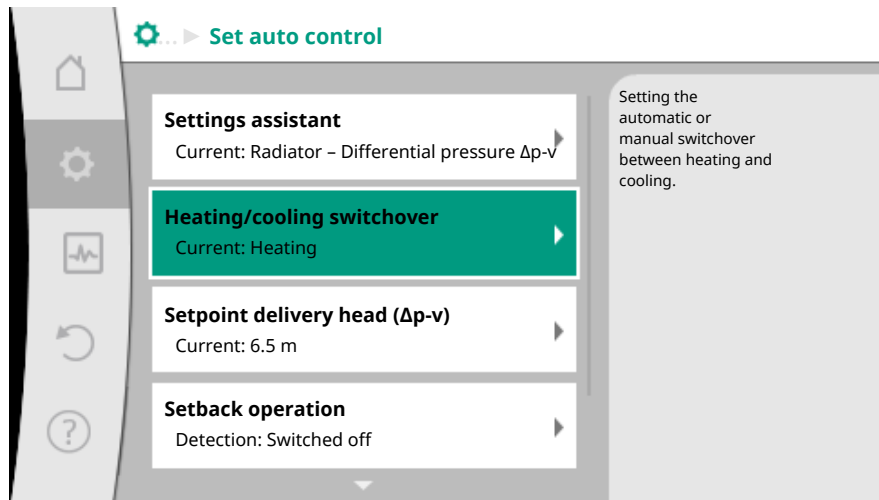 ... Set auto control
Settings assistant
Current: Radiator – Differential pressure Δp-v
Heating/cooling switchover
Current: Heating
Setpoint delivery head (Δp-v)
Current: 6.5 m
Setback operation
Detection: Switched off
Setting the
automatic or
manual switchover
between heating and
cooling.
?